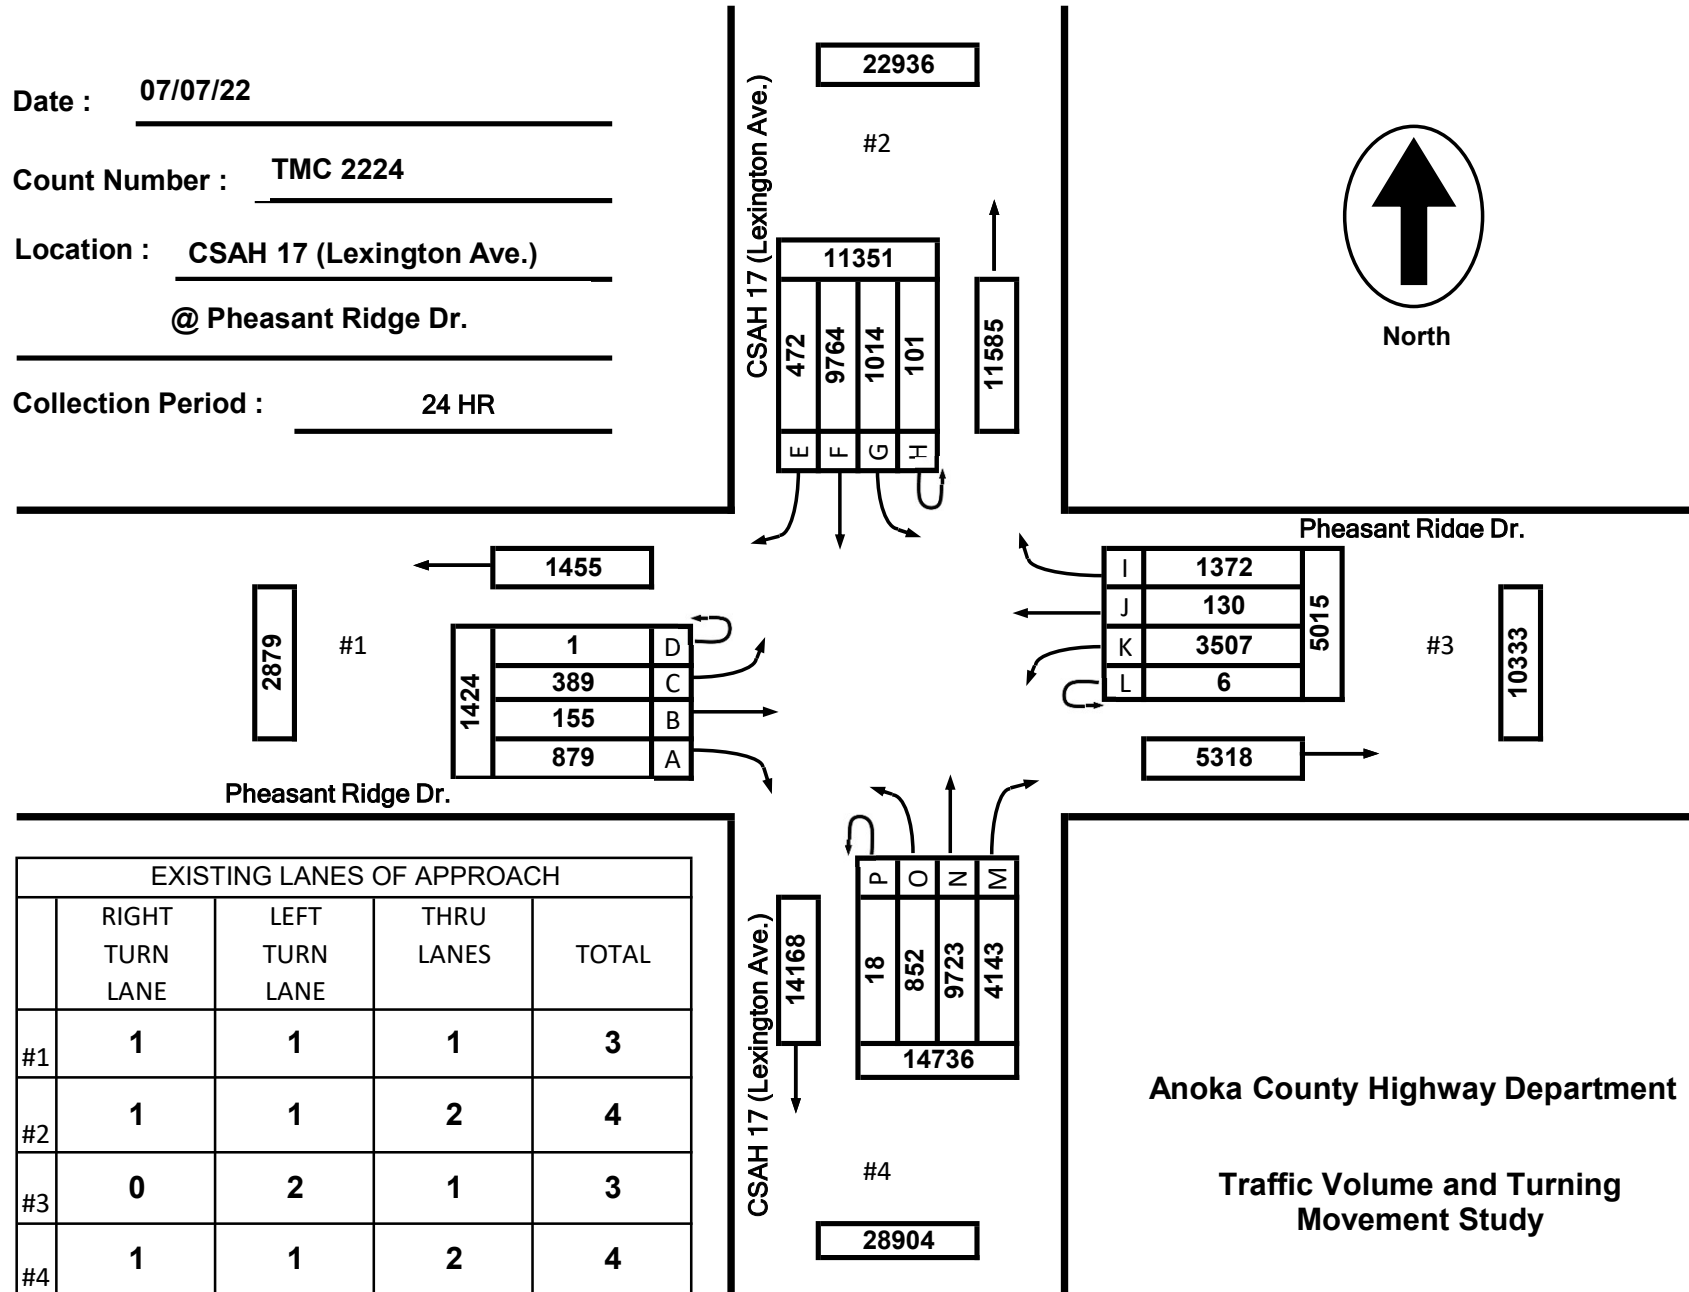 Date : 07/07/22
Count Number : TMC 2224
Location : CSAH 17 (Lexington Ave.)
@ Pheasant Ridge Dr.
Collection Period : 24 HR
CSAH 17 (Lexington Ave.)
22936
#2
11351
472 9764 1014 101
E F G H
11585
North
1455
2879
#1
1424
1 D
389 C
155 B
879 A
Pheasant Ridge Dr.
Pheasant Ridge Dr.
I 1372
J 130
K 3507
L 6
5015
#3
10333
5318
P O N M
18 852 9723 4143
14736
14168
CSAH 17 (Lexington Ave.)
#4
28904
EXISTING LANES OF APPROACH
RIGHT LEFT THRU
TURN TURN LANES TOTAL
LANE LANE
#1 1 1 1 3
#2 1 1 2 4
#3 0 2 1 3
#4 1 1 2 4
Anoka County Highway Department
Traffic Volume and Turning
Movement Study